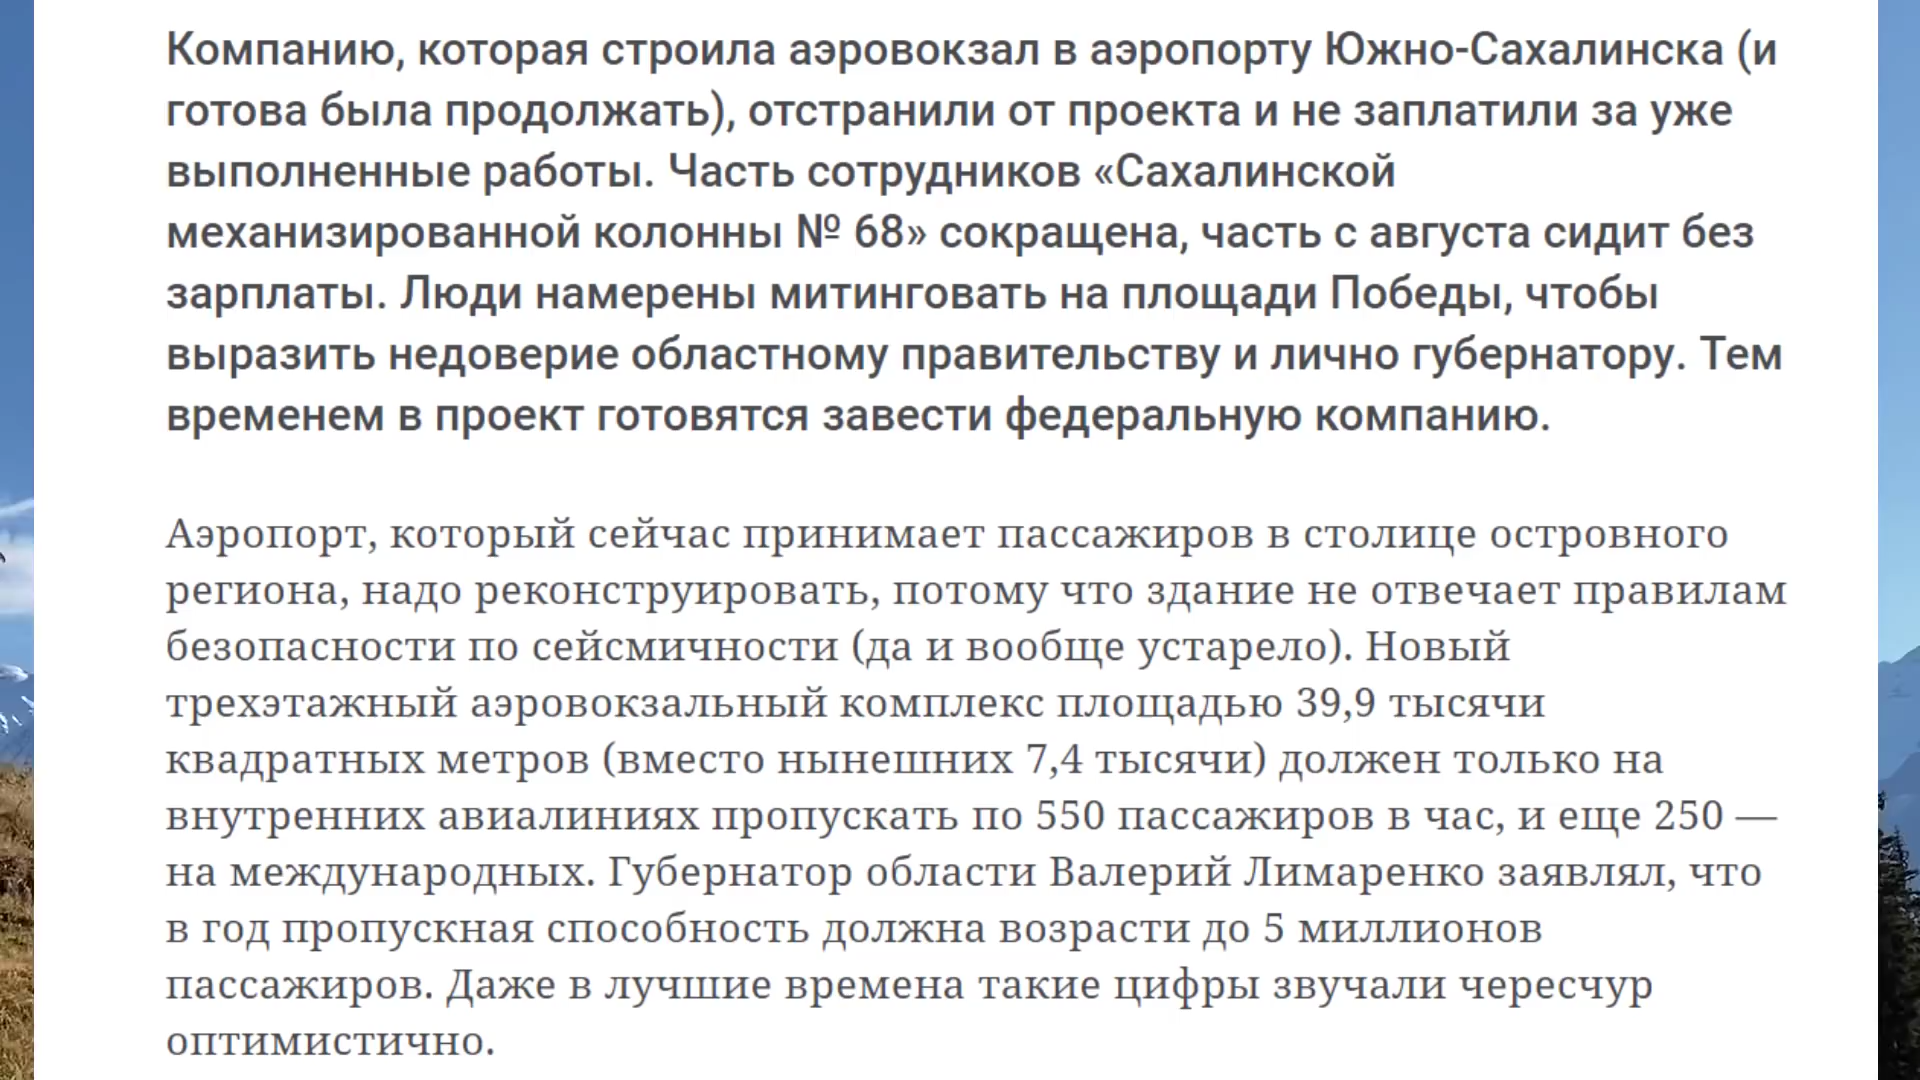 Компанию, которая строила аэровокзал в аэропорту Южно-Сахалинска (и
готова была продолжать), отстранили от проекта и не заплатили за уже
выполненные работы. Часть сотрудников «Сахалинской
механизированной колонны № 68» сокращена, часть с августа сидит без
зарплаты. Люди намерены митинговать на площади Победы, чтобы
выразить недоверие областному правительству и лично губернатору. Тем
временем в проект готовятся завести федеральную компанию.
Аэропорт, который сейчас принимает пассажиров в столице островного
региона, надо реконструировать, потому что здание не отвечает правилам
безопасности по сейсмичности (да и вообще устарело). Новый
трехэтажный аэровокзальный комплекс площадью 39,9 тысячи
квадратных метров (вместо нынешних 7,4 тысячи) должен только на
внутренних авиалиниях пропускать по 550 пассажиров в час, и еще 250 —
на международных. Губернатор области Валерий Лимаренко заявлял, что
в год пропускная способность должна возрасти до 5 миллионов
пассажиров. Даже в лучшие времена такие цифры звучали чересчур
оптимистично.